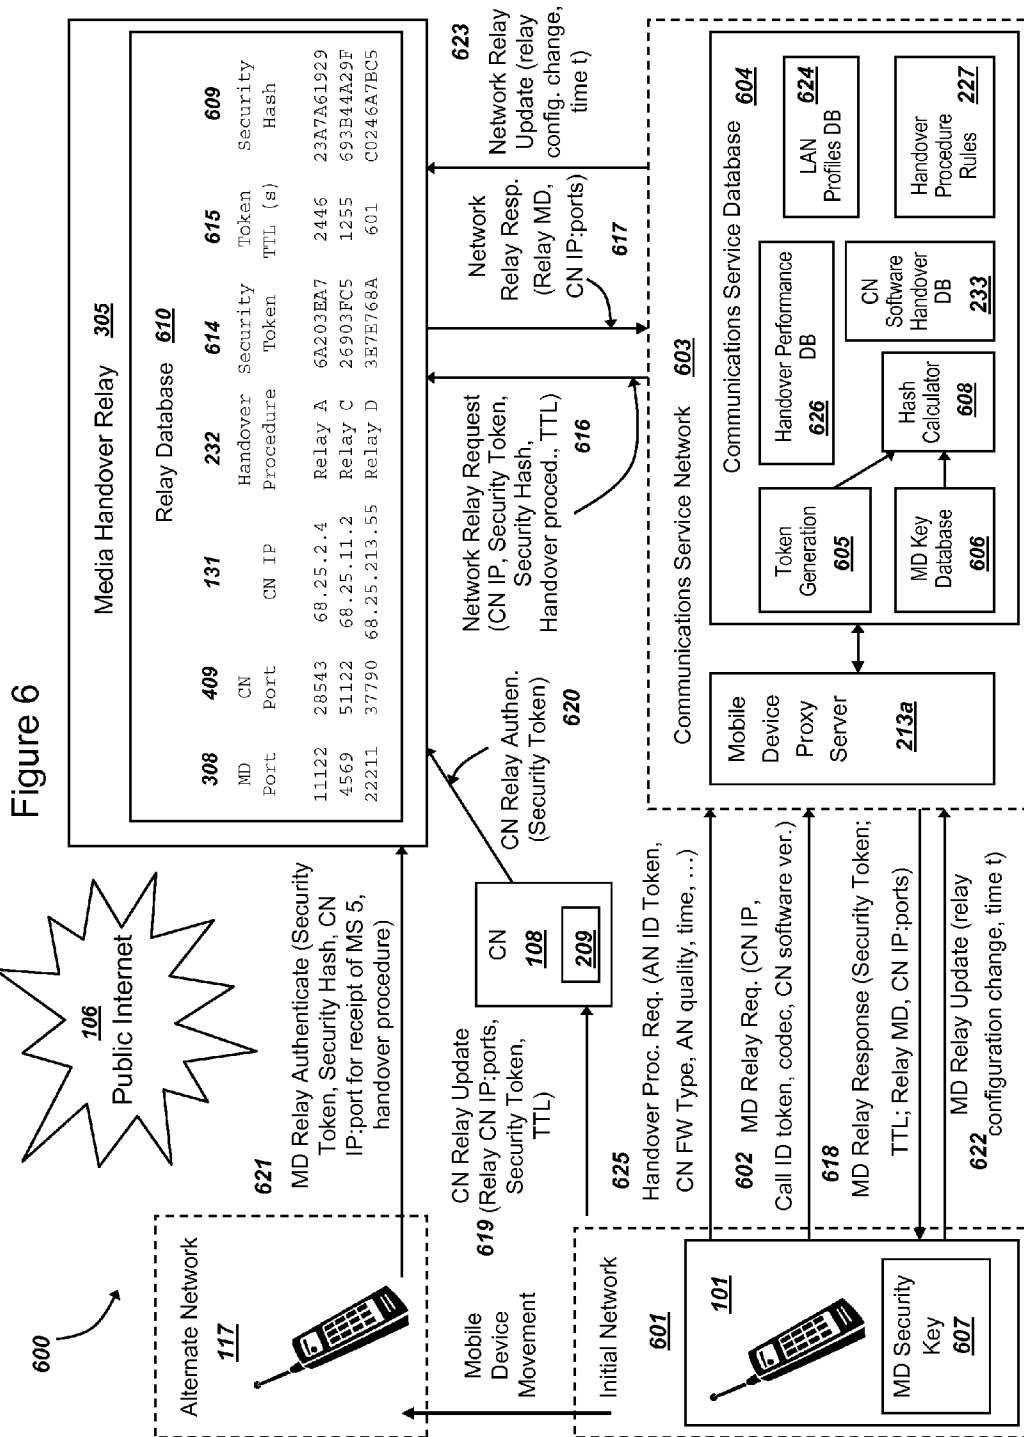 Figure 6
600
106
Public Internet
Alternate Network
117
Mobile
Device
Movement
Initial Network
601
101
MD Security
Key
607
621
MD Relay Authenticate (Security
Token, Security Hash, CN
IP:port for receipt of MS 5,
handover procedure)
CN Relay Update
619 (Relay CN IP:ports,
Security Token,
TTL)
CN
108
209
CN Relay Authen.
(Security Token)
620
625
Handover Proc. Req. (AN ID Token,
CN FW Type, AN quality, time, ...)
602 MD Relay Req. (CN IP,
Call ID token, codec, CN software ver.)
618
MD Relay Response (Security Token;
TTL; Relay MD, CN IP:ports)
MD Relay Update (relay
622 configuration change, time t)
Media Handover Relay 305
Relay Database 610
308 409 131 232 614 615 609
MD CN CN IP Handover Security Token Security
Port Port Procedure Token TTL (s) Hash
11122 28543 68.25.2.4 Relay A 6A203EA7 2446 23A7A61929
4569 51122 68.25.11.2 Relay C 26903FC5 1255 693B44A29F
22211 37790 68.25.213.55 Relay D 3E7E768A 601 C0246A7BC5
Network Relay Request
(CN IP, Security Token,
Security Hash,
Handover proced., TTL)
616
Network
Relay Resp.
(Relay MD,
CN IP:ports)
617
623
Network Relay
Update (relay
config. change,
time t)
Communications Service Network 603
Mobile
Device
Proxy
Server
213a
Communications Service Database 604
Token
Generation
605
MD Key
Database
606
Handover Performance
DB
626
Hash
Calculator
608
CN
Software
Handover
DB
233
LAN 624
Profiles DB
Handover
Procedure
Rules
227